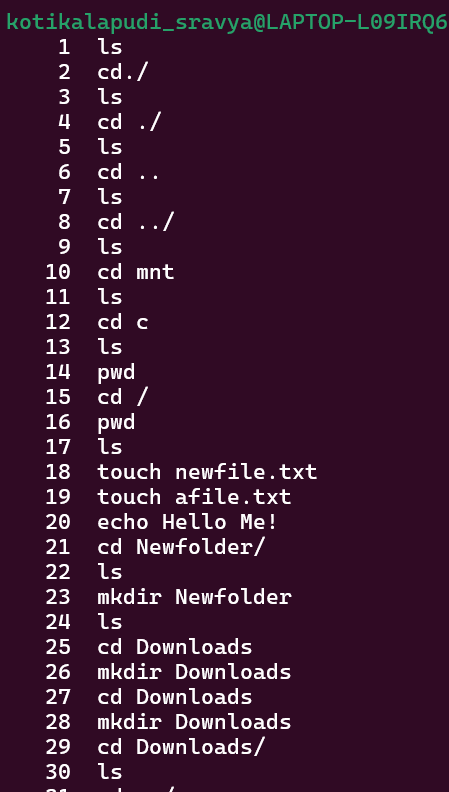 kotikalapudi_sravya@LAPTOP-L09IRQ6
1 ls
2 cd./
3 ls
4 cd ./
5 ls
6 cd ..
7 ls
8 cd ../
9 ls
10 cd mnt
11 ls
12 cd c
13 ls
14 pwd
15 cd /
16 pwd
17 ls
18 touch newfile.txt
19 touch afile.txt
20 echo Hello Me!
21 cd Newfolder/
22 ls
23 mkdir Newfolder
24 ls
25 cd Downloads
26 mkdir Downloads
27 cd Downloads
28 mkdir Downloads
29 cd Downloads/
30 ls